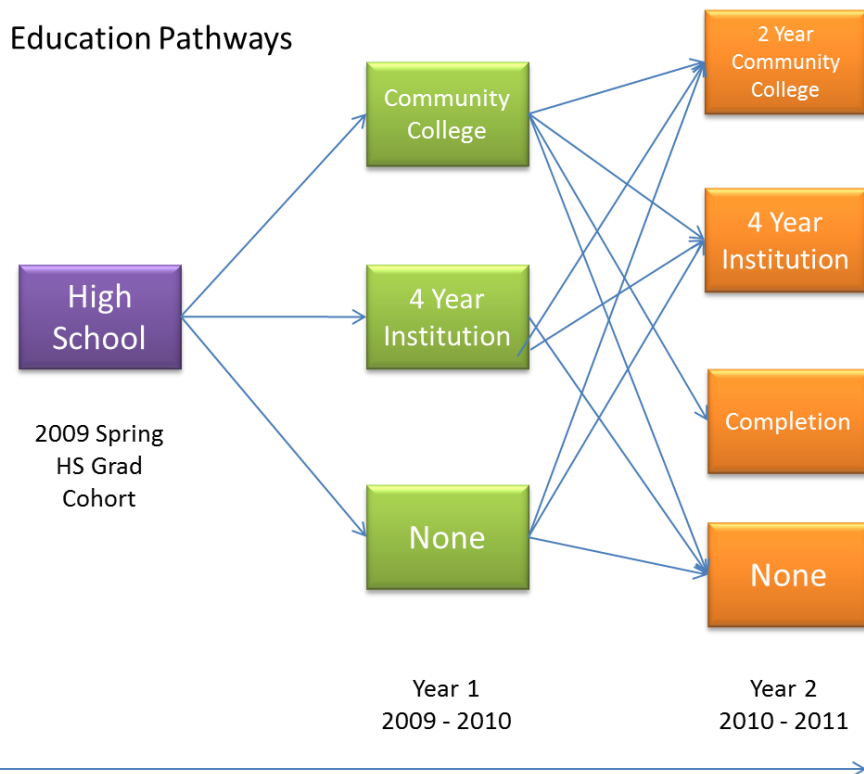 Education Pathways
High
School
2009 Spring
HS Grad
Cohort
Community
College
4 Year
Institution
None
Year 1
2009 - 2010
2 Year
Community
College
4 Year
Institution
Completion
None
Year 2
2010 - 2011